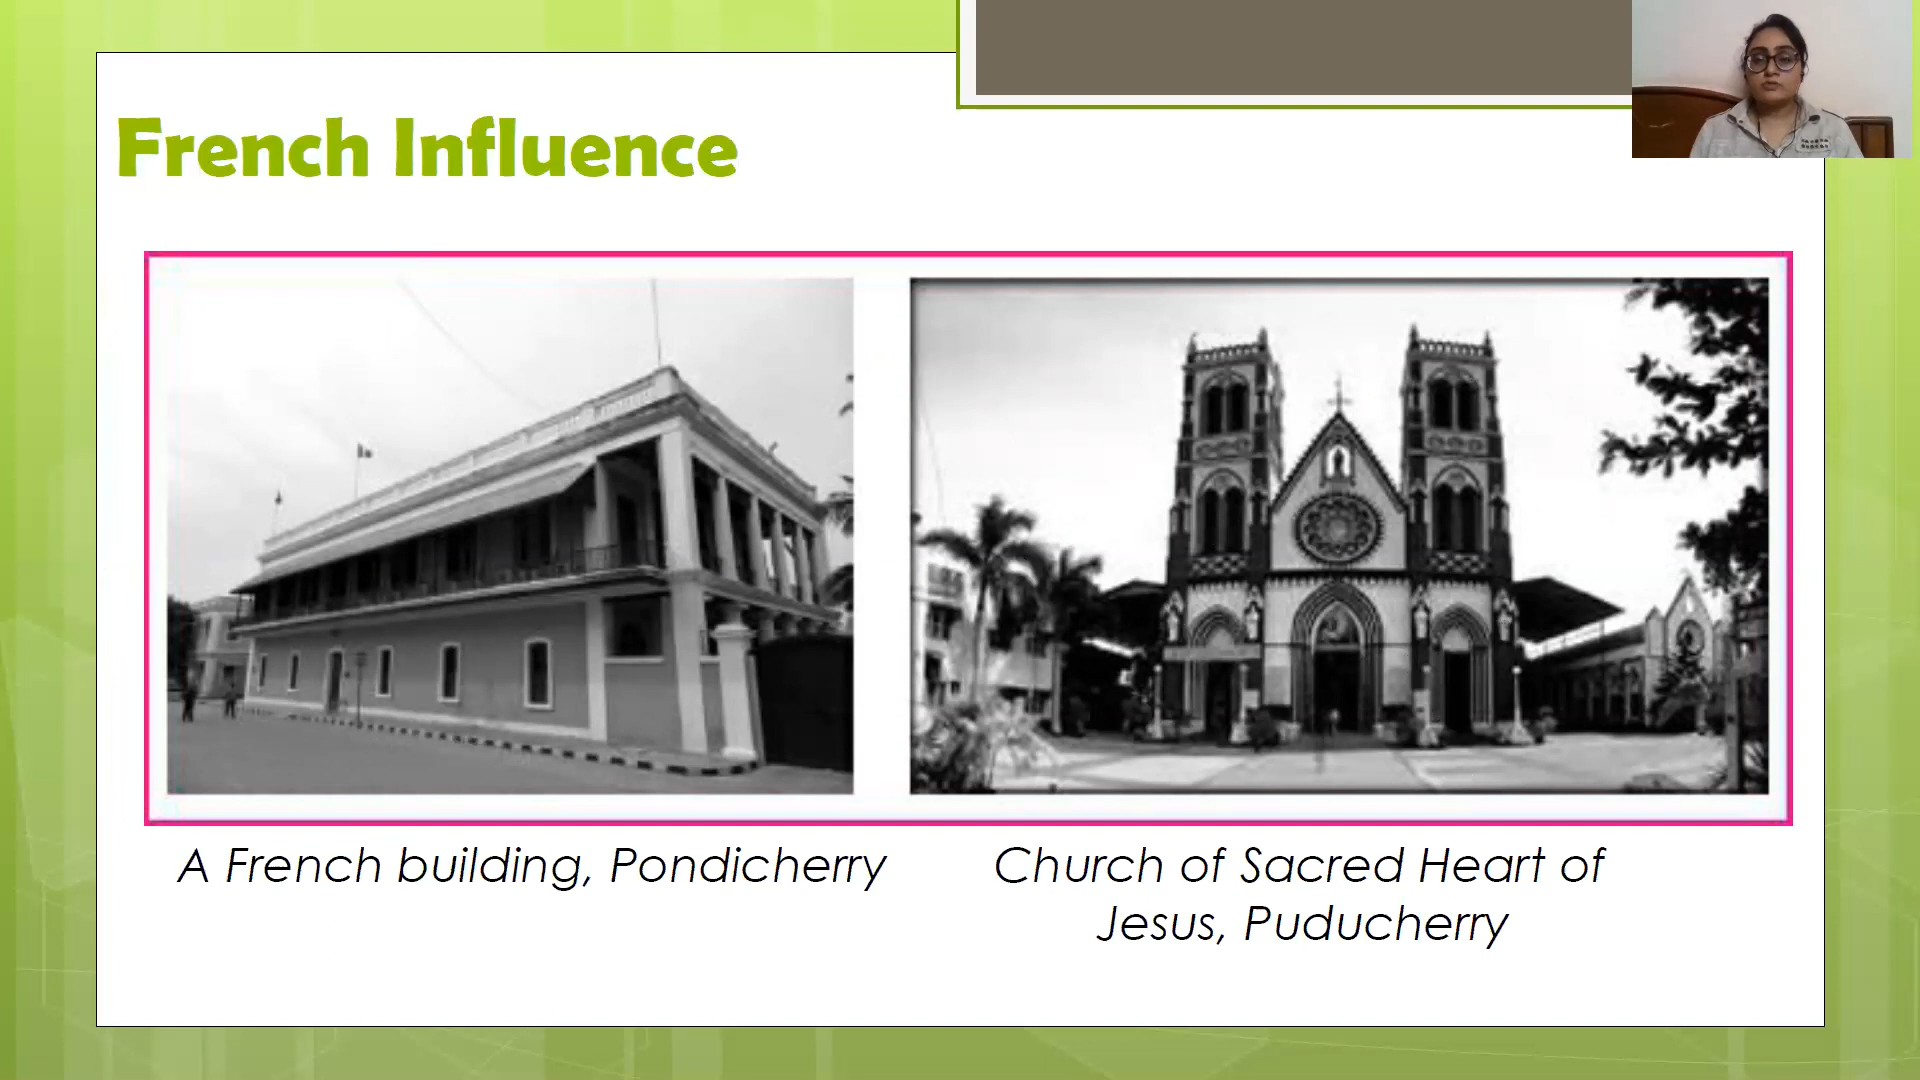 French Influence
A French building, Pondicherry
Church of Sacred Heart of
Jesus, Puducherry